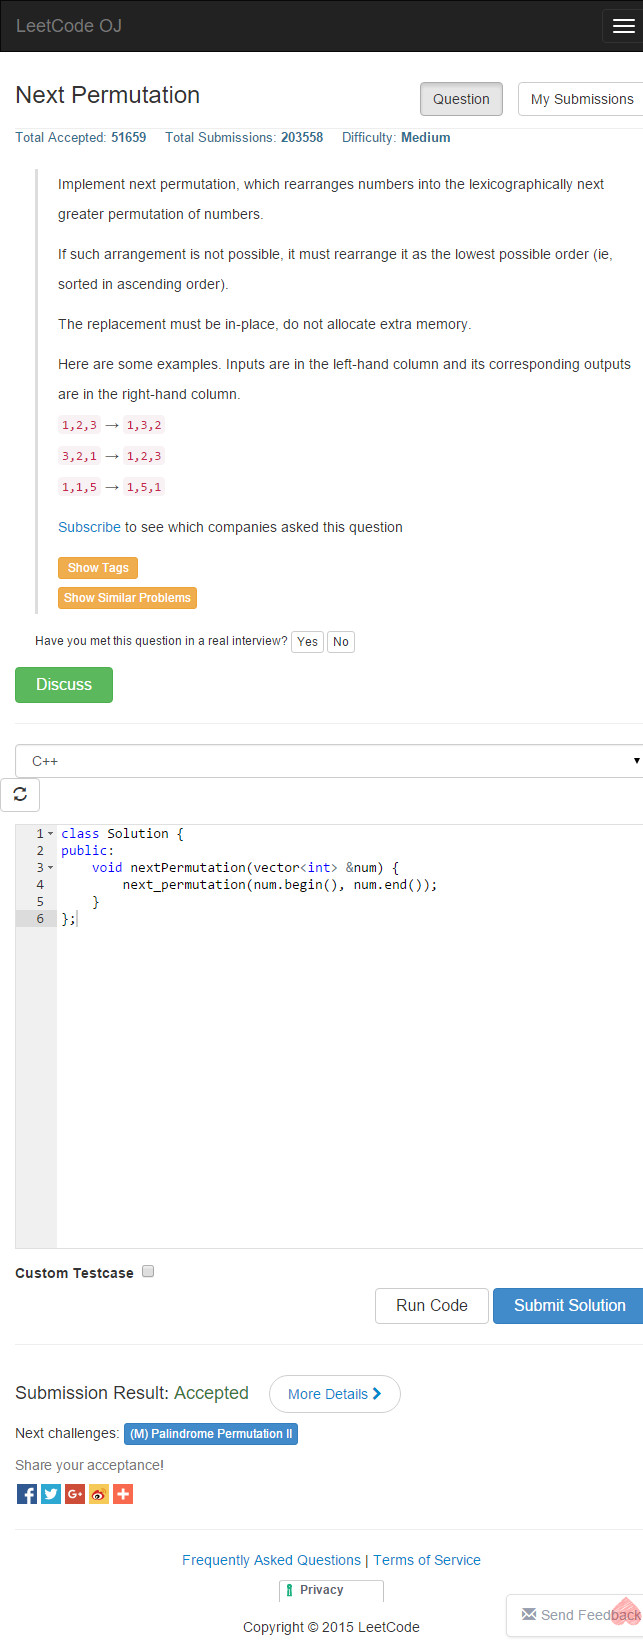 LeetCode OJ
Next Permutation
Question
My Submissions
Total Accepted: 51659 Total Submissions: 203558 Difficulty: Medium
Implement next permutation, which rearranges numbers into the lexicographically next
greater permutation of numbers.
If such arrangement is not possible, it must rearrange it as the lowest possible order (ie,
sorted in ascending order).
The replacement must be in-place, do not allocate extra memory.
Here are some examples. Inputs are in the left-hand column and its corresponding outputs
are in the right-hand column.
1,2,3 → 1,3,2
3,2,1 → 1,2,3
1,1,5 → 1,5,1
Subscribe to see which companies asked this question
Show Tags
Show Similar Problems
Have you met this question in a real interview? Yes No
Discuss
C++
1 class Solution {
2 public:
3     void nextPermutation(vector<int> &num) {
4         next_permutation(num.begin(), num.end());
5     }
6 };
Custom Testcase
Run Code
Submit Solution
Submission Result: Accepted More Details
Next challenges: (M) Palindrome Permutation II
Share your acceptance!
Frequently Asked Questions | Terms of Service
Privacy
Copyright © 2015 LeetCode
Send Feedback